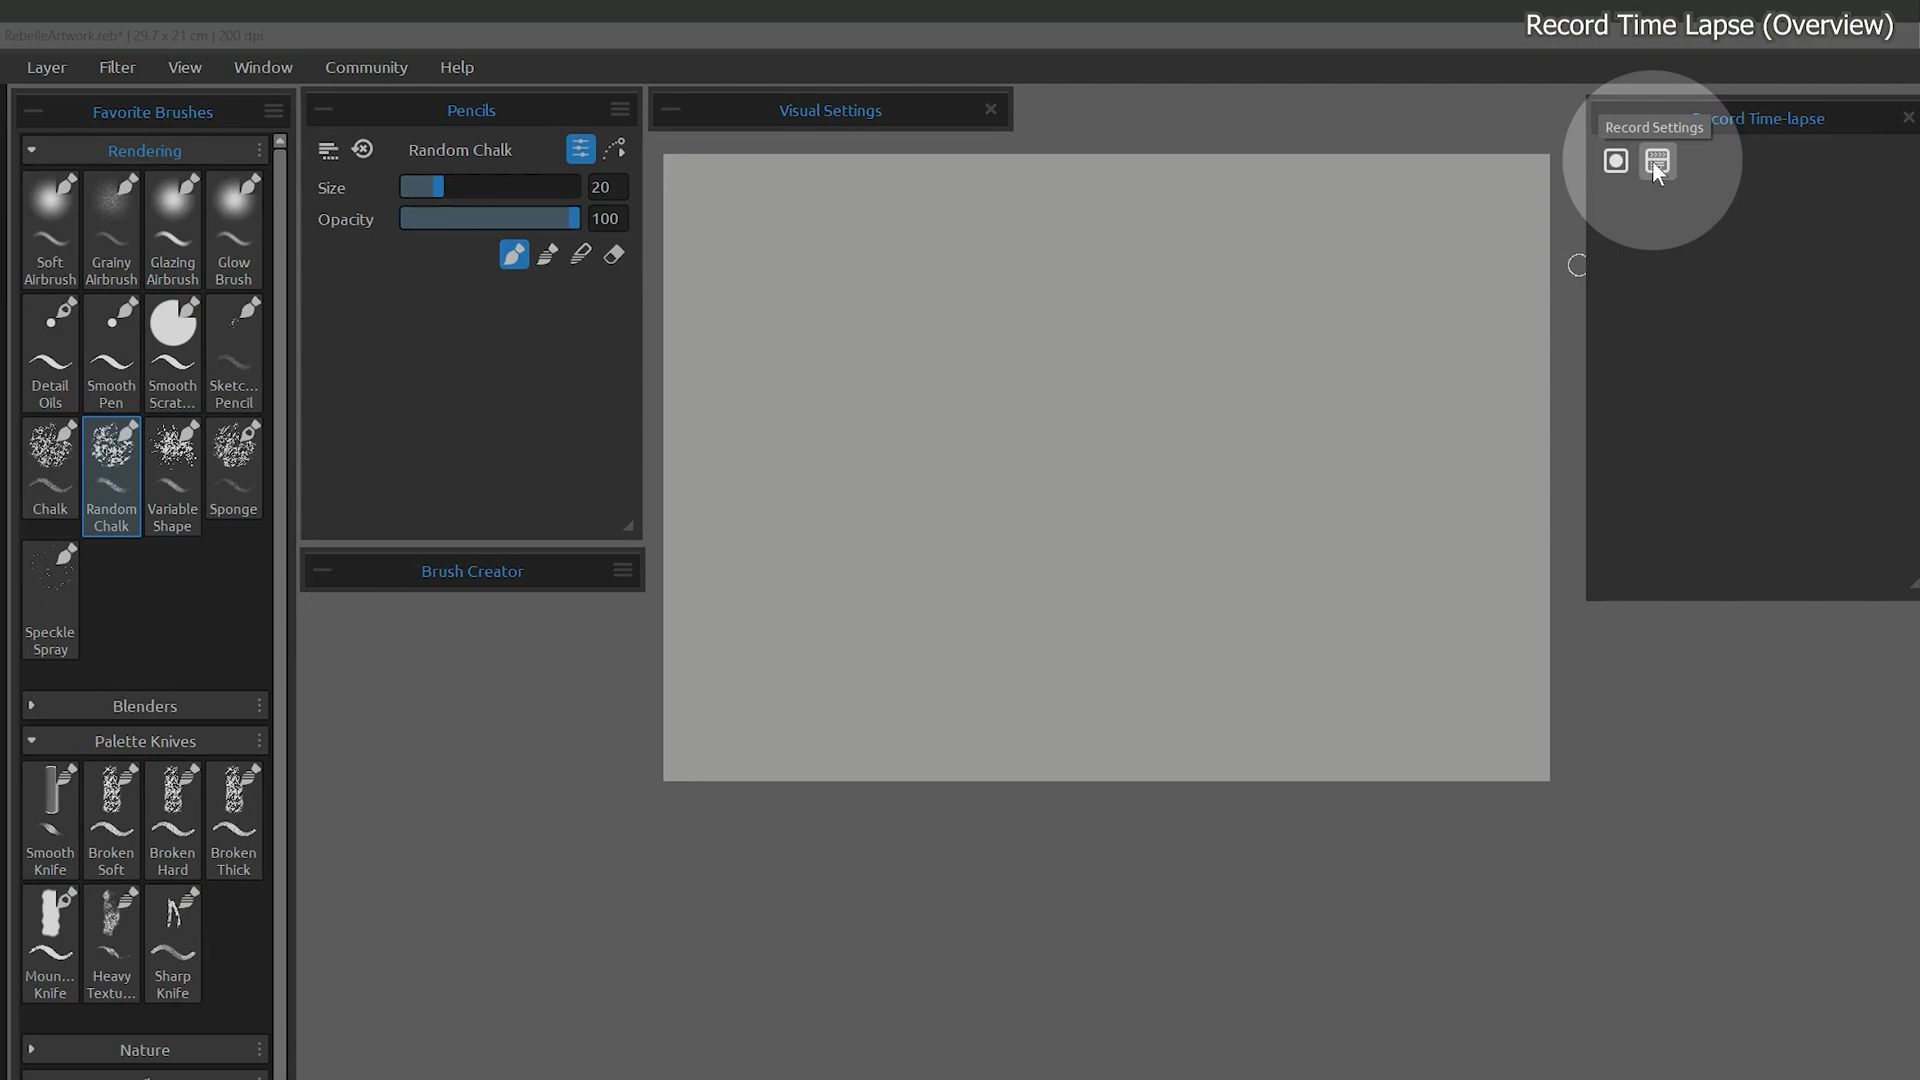 Record Time Lapse (Overview)
RebelleArtwork.reb* | 29.7 x 21 cm | 200 dpi
Layer Filter View Window Community Help
Favorite Brushes
Rendering
Soft Airbrush
Grainy Airbrush
Glazing Airbrush
Glow Brush
Detail Oils
Smooth Pen
Smooth Scrat...
Sketc... Pencil
Chalk
Random Chalk
Variable Shape
Sponge
Speckle Spray
Blenders
Palette Knives
Smooth Knife
Broken Soft
Broken Hard
Broken Thick
Moun... Knife
Heavy Textu...
Sharp Knife
Nature
Pencils
Random Chalk
Size 20
Opacity 100
Brush Creator
Visual Settings
Record Time-lapse
Record Settings